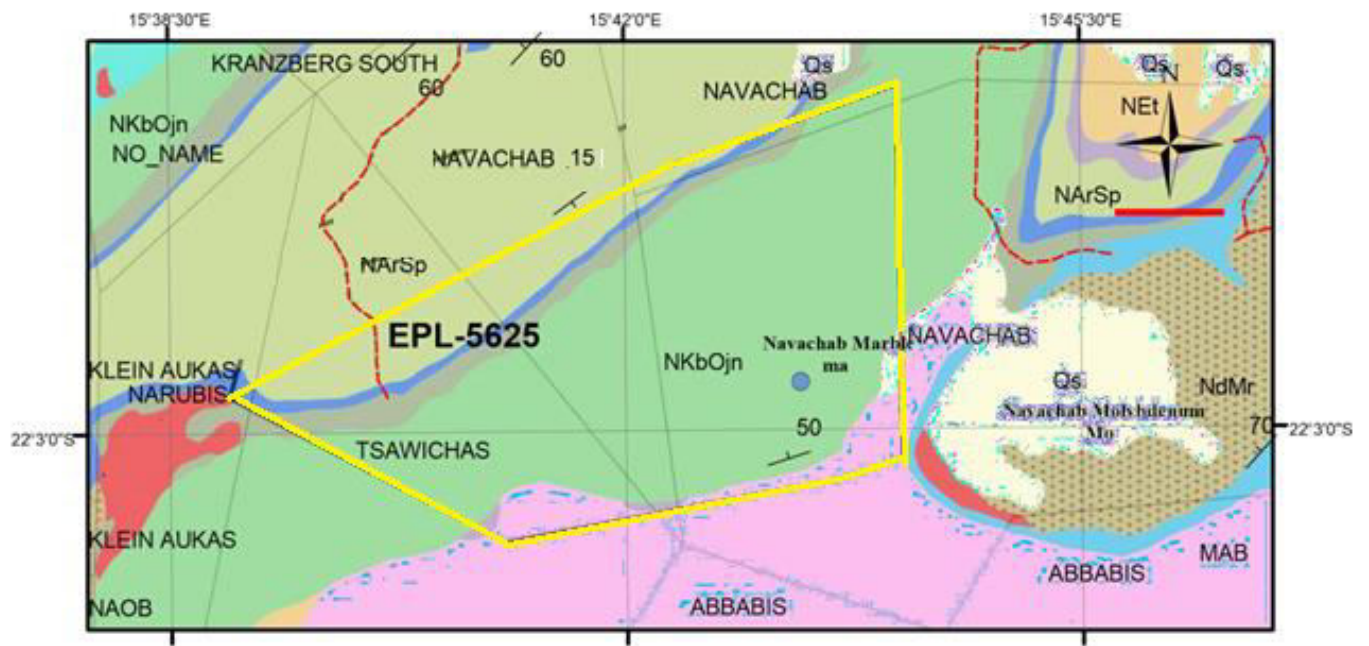 15°38'30"E
15°42'0"E
15°45'30"E
KRANZBERG SOUTH
60
60
Qs
Qs
Qs
N
NAVACHAB
NEt
NKbOjn
NO_NAME
NAVACHAB
15
NArSp
NArSp
EPL-5625
NKbOjn
Navachab Marble
ma
NAVACHAB
KLEIN AUKAS
NARUBIS
Qs
NdMr
Navachab Molybdenum
Mo
22°3'0"S
50
70
22°3'0"S
TSAWICHAS
KLEIN AUKAS
MAB
ABBABIS
NAOB
ABBABIS